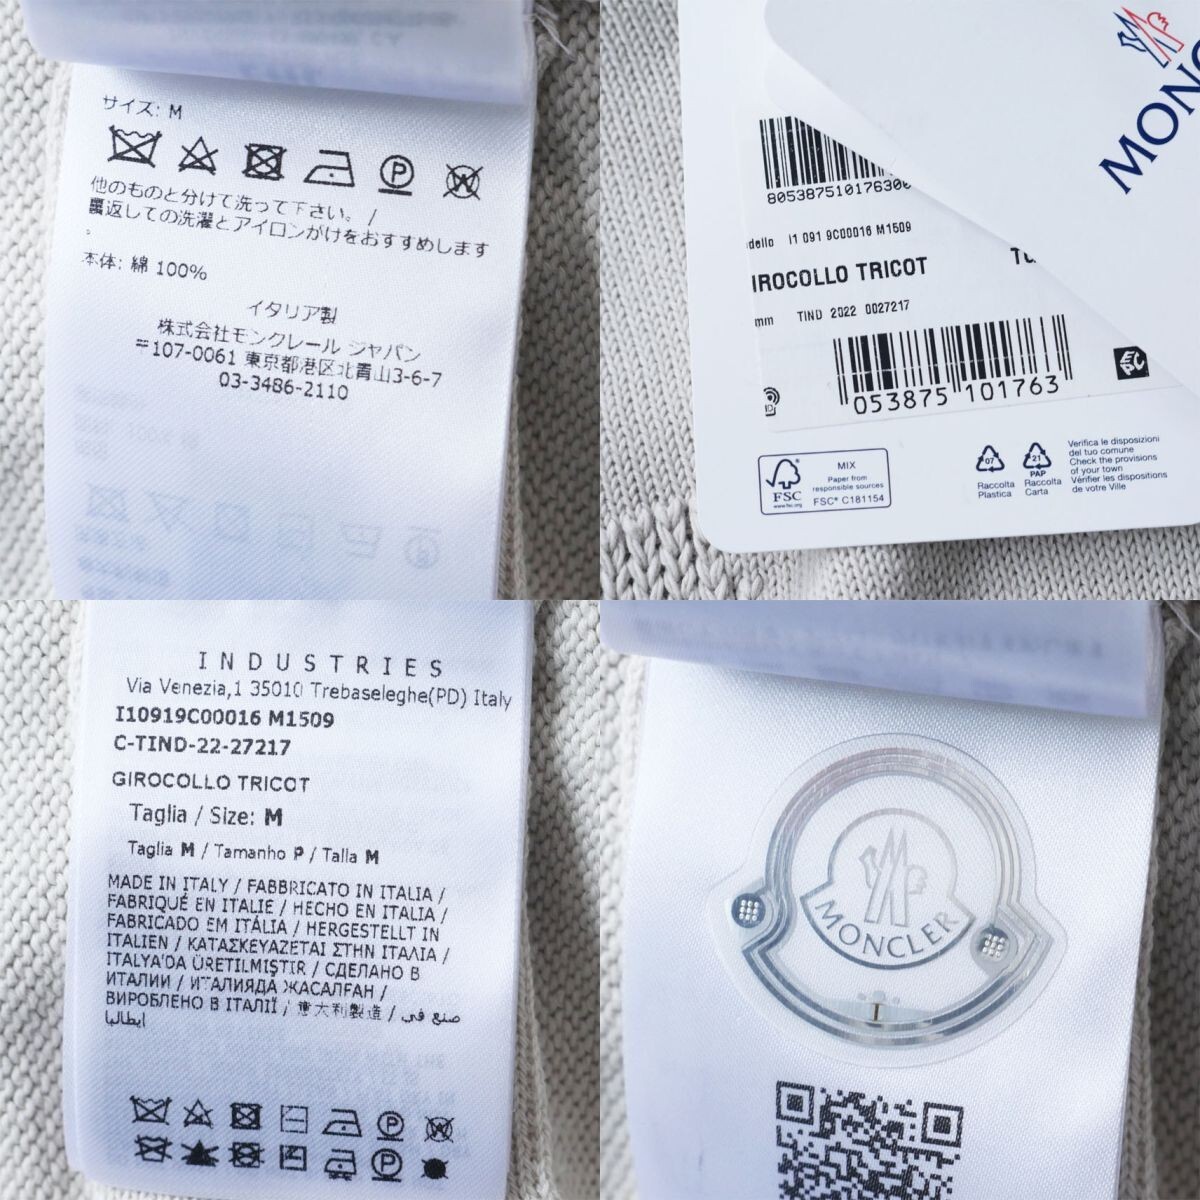 サイズ: M
他のものと分けて洗って下さい。 /
裏返しての洗濯とアイロンがけをおすすめします
。
本体: 綿 100%
イタリア製
株式会社モンクレール ジャパン
〒107-0061 東京都港区北青山3-6-7
03-3486-2110
MONC
8053875101763
dello I1 091 9C00016 M1509
IROCOLLO TRICOT
mm TIND 2022 0027217
053875 101763
FSC
www.fsc.org
MIX
Paper from
responsible sources
FSC® C181154
07
Raccolta
Plastica
21
PAP
Raccolta
Carta
Verifica le disposizioni
del tuo comune
Check the provisions
of your town
Vérifier les dispositions
de votre Ville
INDUSTRIES
Via Venezia,1 35010 Trebaseleghe(PD) Italy
I10919C00016 M1509
C-TIND-22-27217
GIROCOLLO TRICOT
Taglia / Size: M
Taglia M / Tamanho P / Talla M
MADE IN ITALY / FABBRICATO IN ITALIA /
FABRIQUÉ EN ITALIE / HECHO EN ITALIA /
FABRICADO EM ITÁLIA / HERGESTELLT IN
ITALIEN / ΚΑΤΑΣΚΕΥΑΖΕΤΑΙ ΣΤΗΝ ΙΤΑΛΙΑ /
ITALYA'DA ÜRETILMIŞTIR / СДЕЛАНО В
ИТАЛИИ / ИТАЛИЯДА ЖАСАЛҒАН /
ВИРОБЛЕНО В ІТАЛІЇ / 意大利製造 / صنع في
ايطاليا
MONCLER